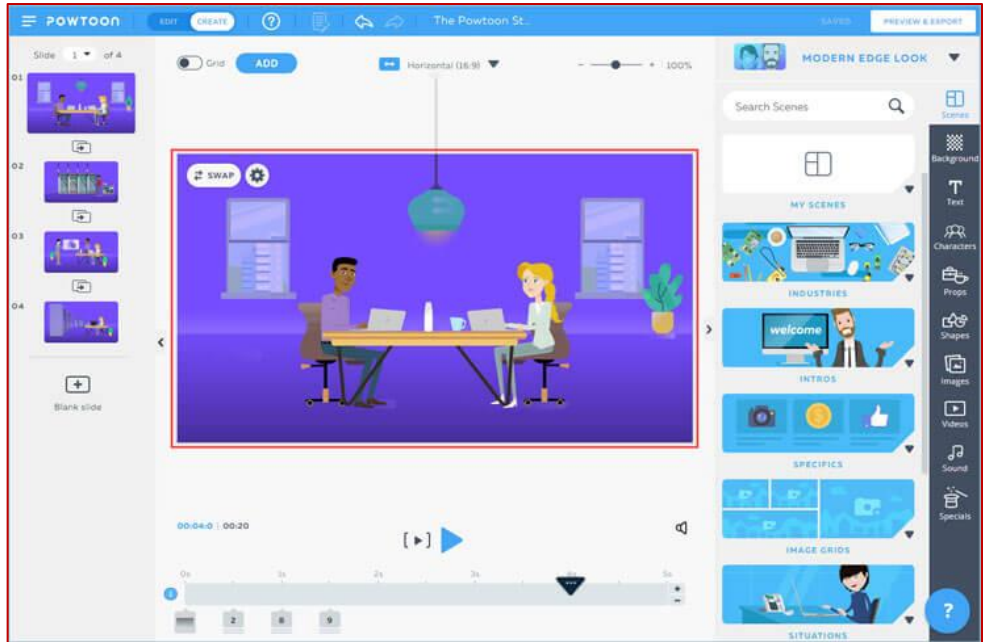 POWTOON
EDIT CREATE
?
The Powtoon St..
SAVED
PREVIEW & EXPORT
Slide 1 of 4
Grid
ADD
Horizontal (16:9)
- + 100%
MODERN EDGE LOOK
01
02
03
04
Blank slide
SWAP
Search Scenes
MY SCENES
INDUSTRIES
welcome
INTROS
SPECIFICS
IMAGE GRIDS
SITUATIONS
Scenes
Background
Text
Characters
Props
Shapes
Images
Videos
Sound
Specials
?
00:04:0 | 00:20
0s 1s 2s 3s 4s 5s
+
-
2 8 9